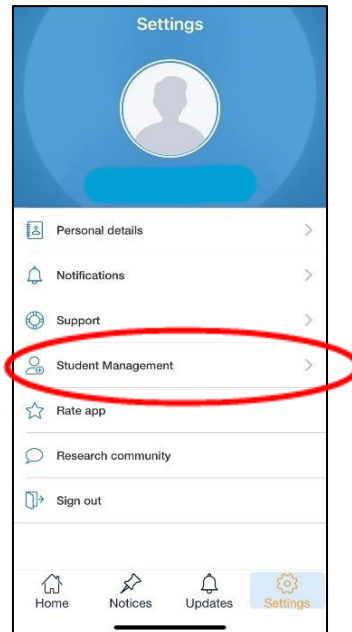 Settings
Personal details
Notifications
Support
Student Management
Rate app
Research community
Sign out
Home Notices Updates Settings